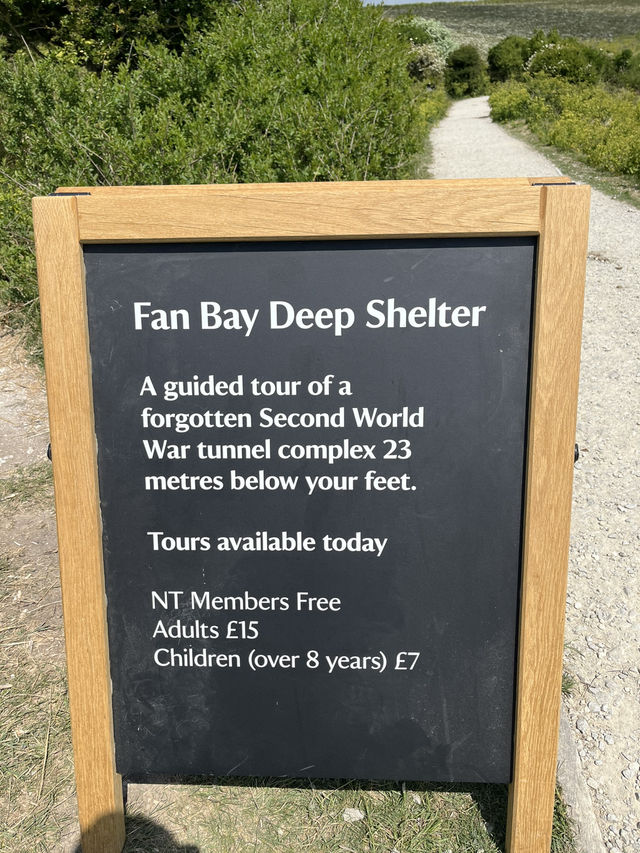 Fan Bay Deep Shelter
A guided tour of a
forgotten Second World
War tunnel complex 23
metres below your feet.
Tours available today
NT Members Free
Adults £15
Children (over 8 years) £7